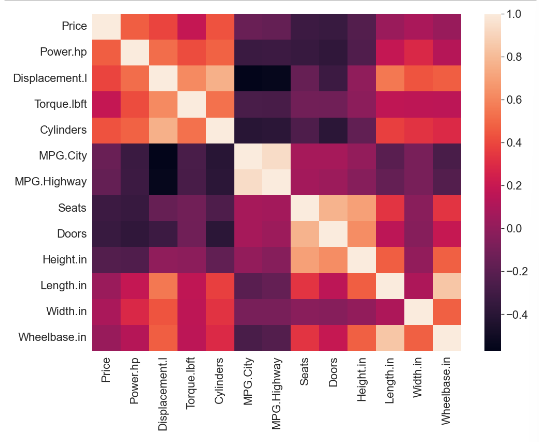 Price
Power.hp
Displacement.l
Torque.lbft
Cylinders
MPG.City
MPG.Highway
Seats
Doors
Height.in
Length.in
Width.in
Wheelbase.in
Price
Power.hp
Displacement.l
Torque.lbft
Cylinders
MPG.City
MPG.Highway
Seats
Doors
Height.in
Length.in
Width.in
Wheelbase.in
1.0
0.8
0.6
0.4
0.2
0.0
−0.2
−0.4